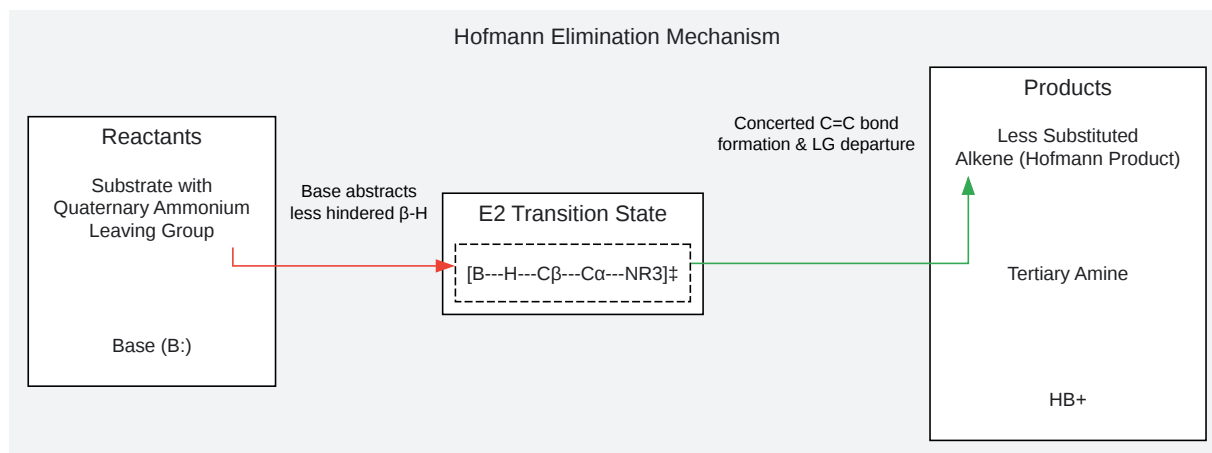 Hofmann Elimination Mechanism
Reactants
Substrate with
Quaternary Ammonium
Leaving Group
Base (B:)
Base abstracts
less hindered β-H
E2 Transition State
[B---H---Cβ---Cα---NR3]‡
Concerted C=C bond
formation & LG departure
Products
Less Substituted
Alkene (Hofmann Product)
Tertiary Amine
HB+